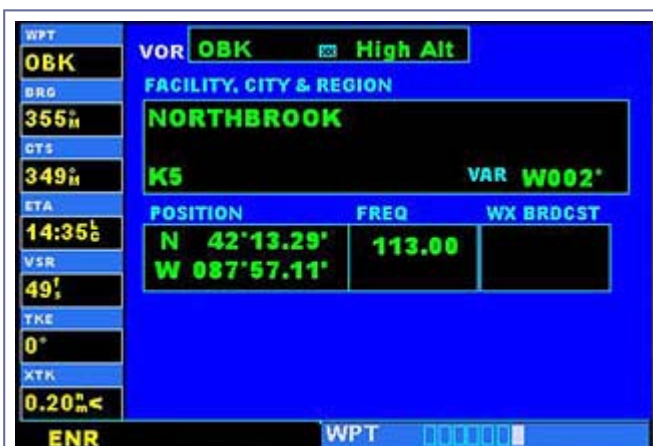 WPT
OBK
BRG
355°M
CTS
349°M
ETA
14:35
VSR
49
TKE
0°
XTK
0.20nm<
ENR
VOR OBK High Alt
FACILITY, CITY & REGION
NORTHBROOK
K5 VAR W002°
POSITION FREQ WX BRDCST
N 42°13.29' 113.00
W 087°57.11'
WPT